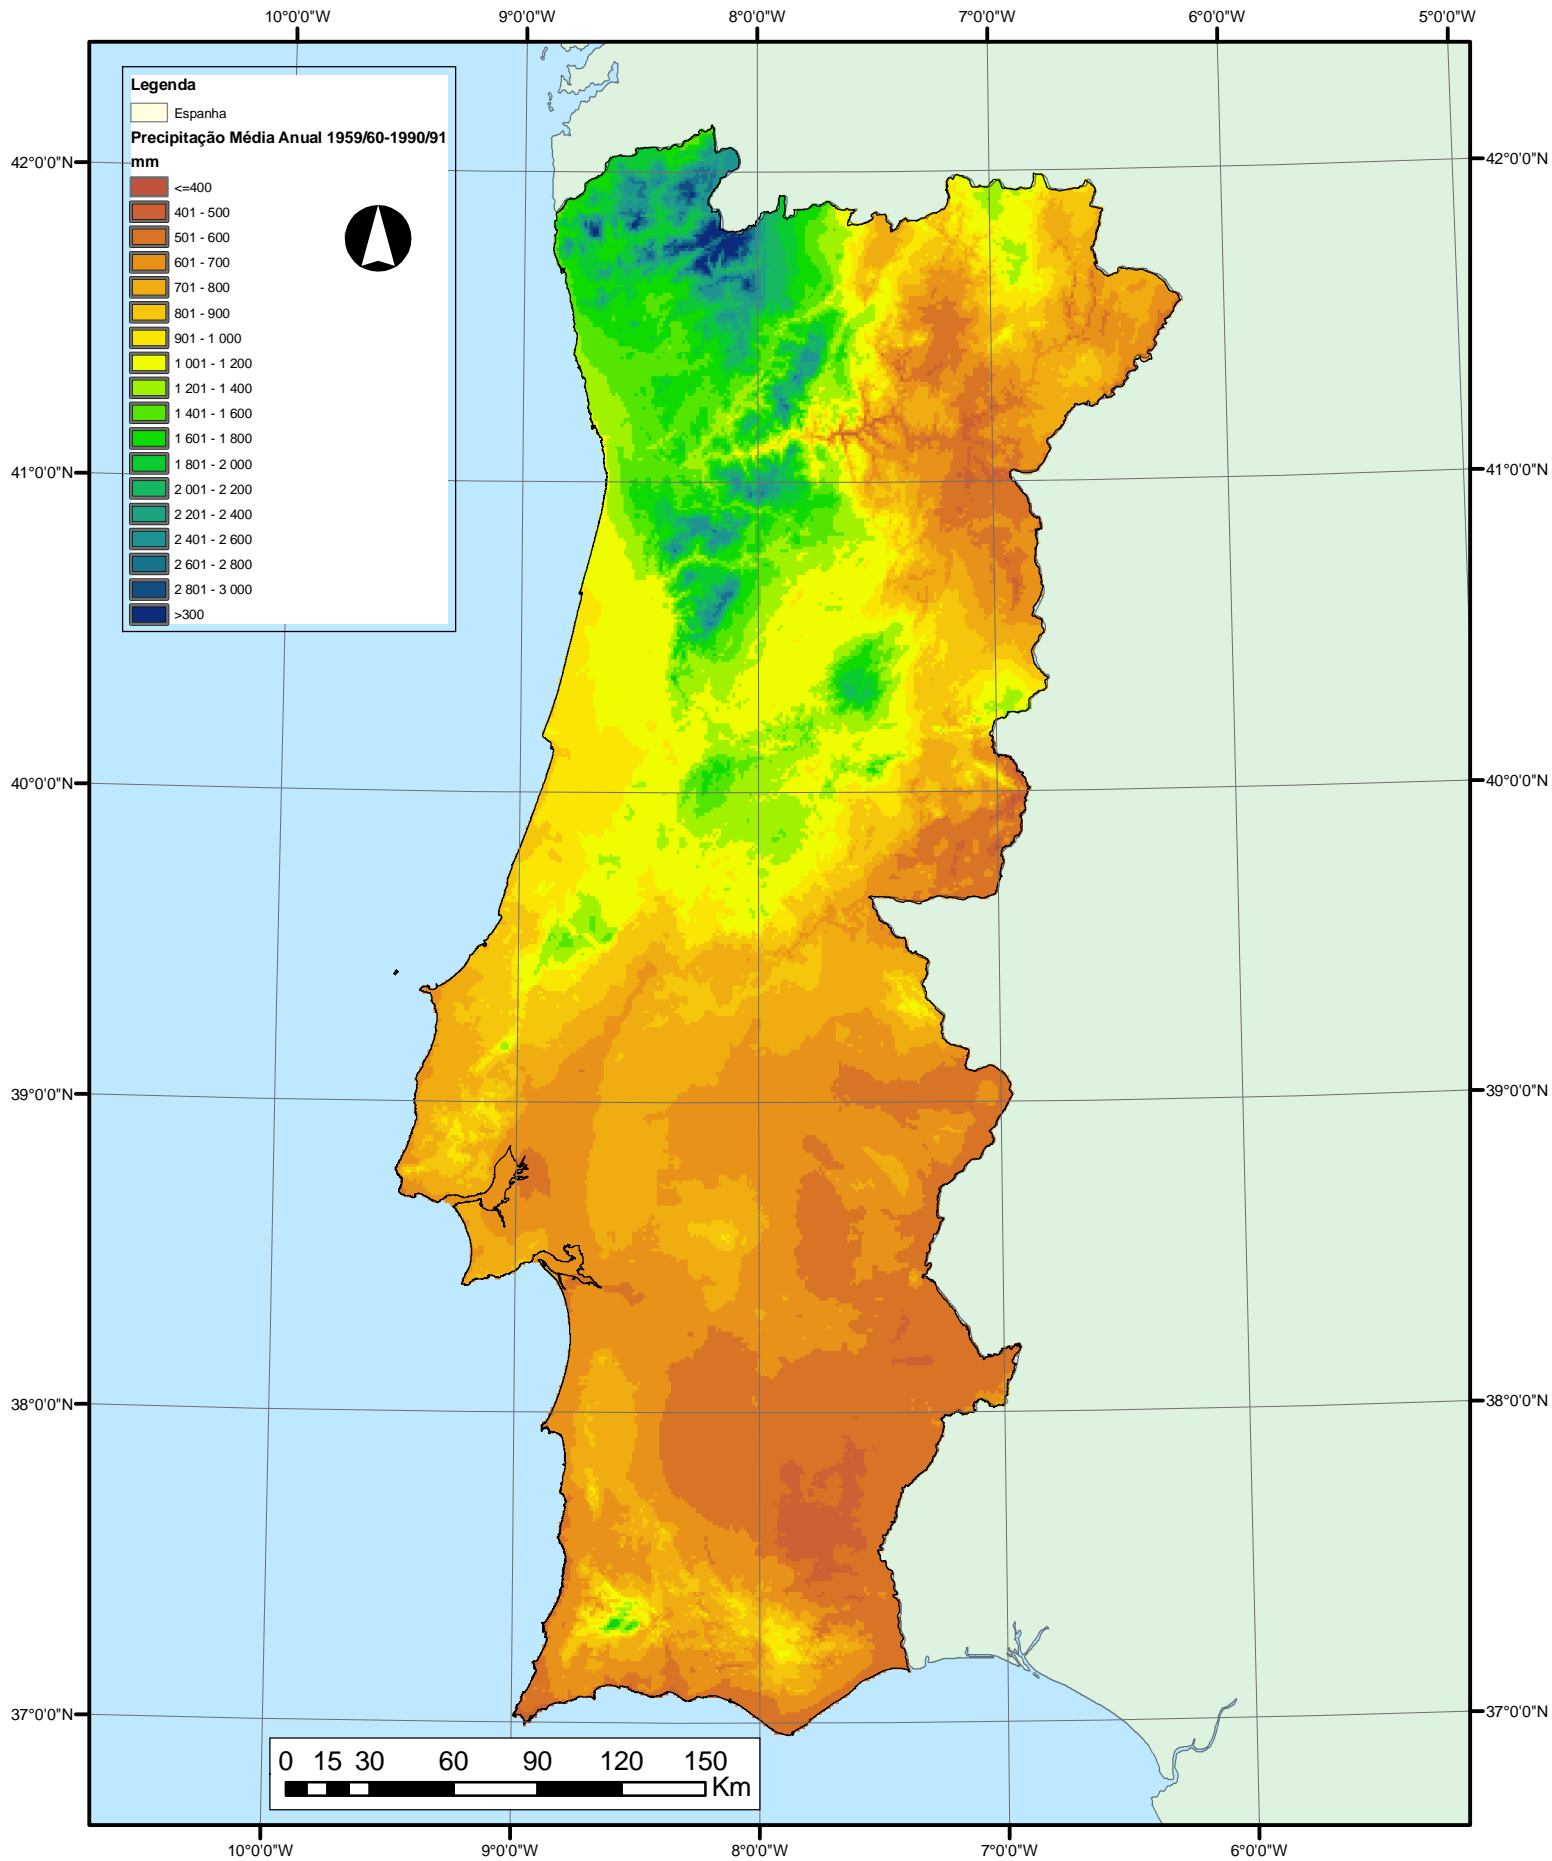 10°0'0"W 9°0'0"W 8°0'0"W 7°0'0"W 6°0'0"W 5°0'0"W
Legenda
Espanha
Precipitação Média Anual 1959/60-1990/91
mm
<=400
401 - 500
501 - 600
601 - 700
701 - 800
801 - 900
901 - 1 000
1 001 - 1 200
1 201 - 1 400
1 401 - 1 600
1 601 - 1 800
1 801 - 2 000
2 001 - 2 200
2 201 - 2 400
2 401 - 2 600
2 601 - 2 800
2 801 - 3 000
>300
42°0'0"N 42°0'0"N
41°0'0"N 41°0'0"N
40°0'0"N 40°0'0"N
39°0'0"N 39°0'0"N
38°0'0"N 38°0'0"N
37°0'0"N 37°0'0"N
0 15 30 60 90 120 150
Km
10°0'0"W 9°0'0"W 8°0'0"W 7°0'0"W 6°0'0"W